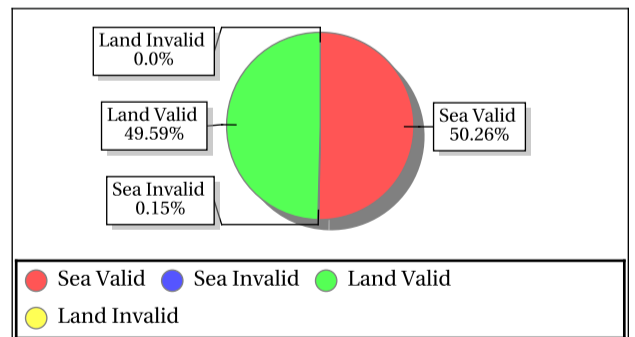 Land Invalid
0.0%
Land Valid
49.59%
Sea Valid
50.26%
Sea Invalid
0.15%
Sea Valid Sea Invalid Land Valid
Land Invalid